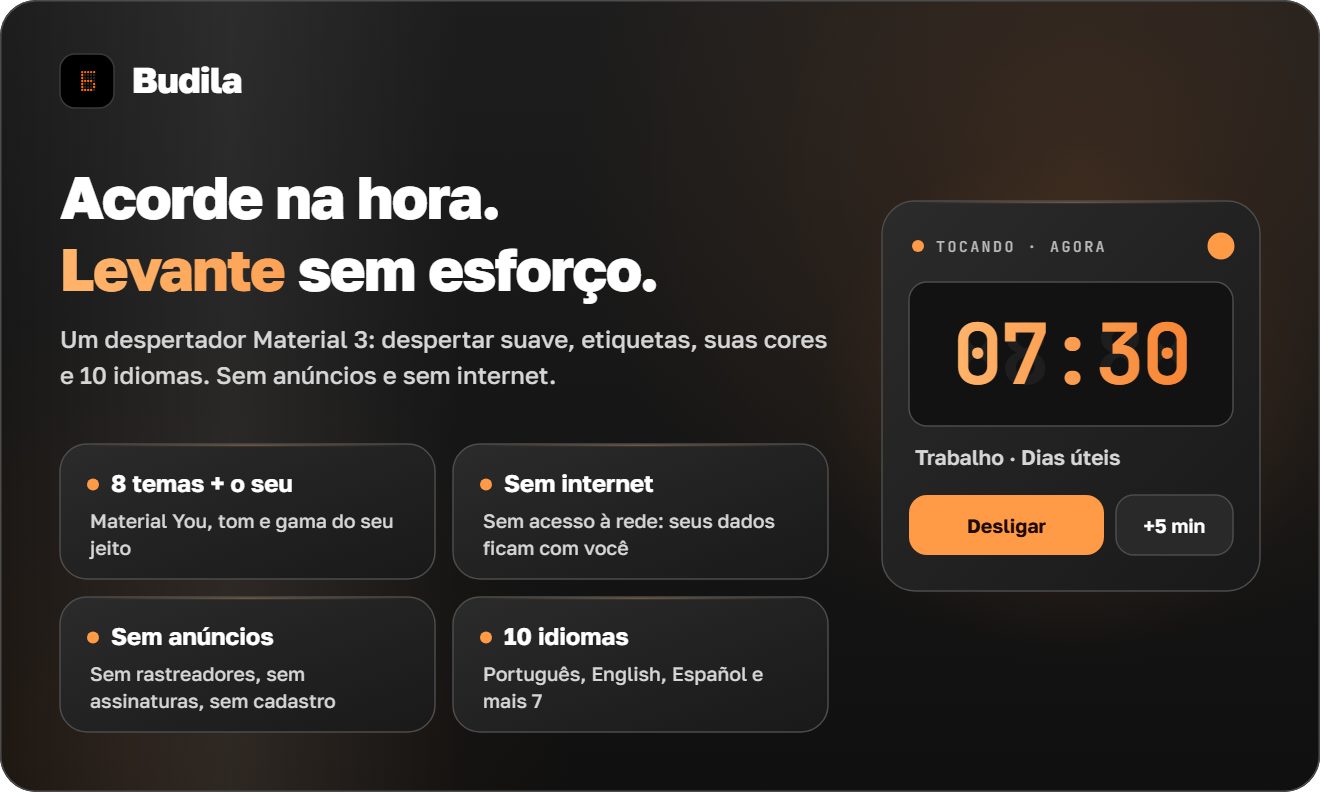 Budila
Acorde na hora.
Levante sem esforço.
Um despertador Material 3: despertar suave, etiquetas, suas cores
e 10 idiomas. Sem anúncios e sem internet.
8 temas + o seu
Material You, tom e gama do seu
jeito
Sem internet
Sem acesso à rede: seus dados
ficam com você
Sem anúncios
Sem rastreadores, sem
assinaturas, sem cadastro
10 idiomas
Português, English, Español e
mais 7
TOCANDO · AGORA
07:30
Trabalho · Dias úteis
Desligar
+5 min